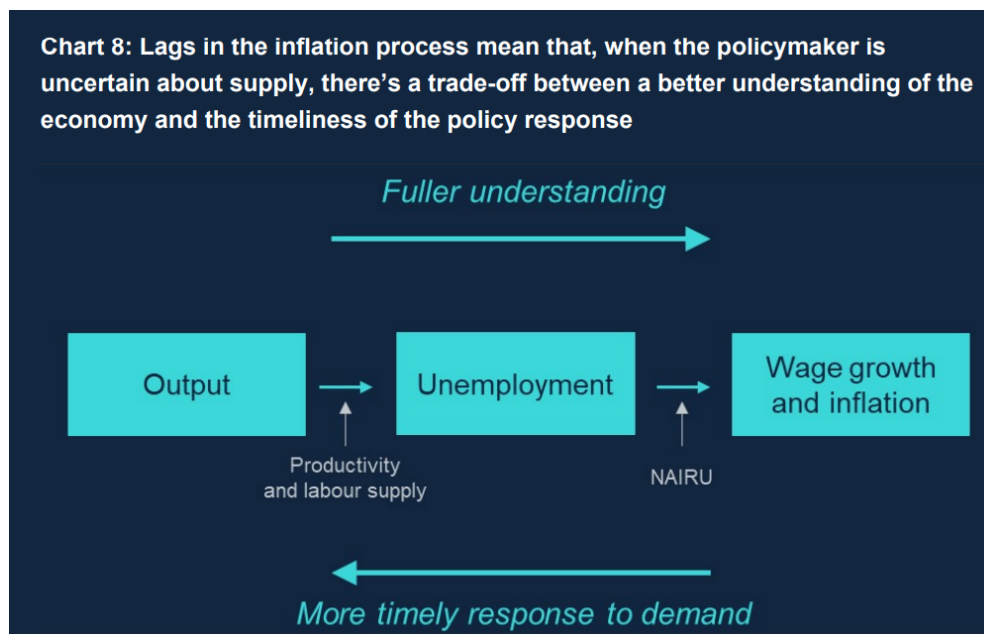 Chart 8: Lags in the inflation process mean that, when the policymaker is
uncertain about supply, there’s a trade-off between a better understanding of the
economy and the timeliness of the policy response
Fuller understanding
Output
Unemployment
Wage growth
and inflation
Productivity
and labour supply
NAIRU
More timely response to demand